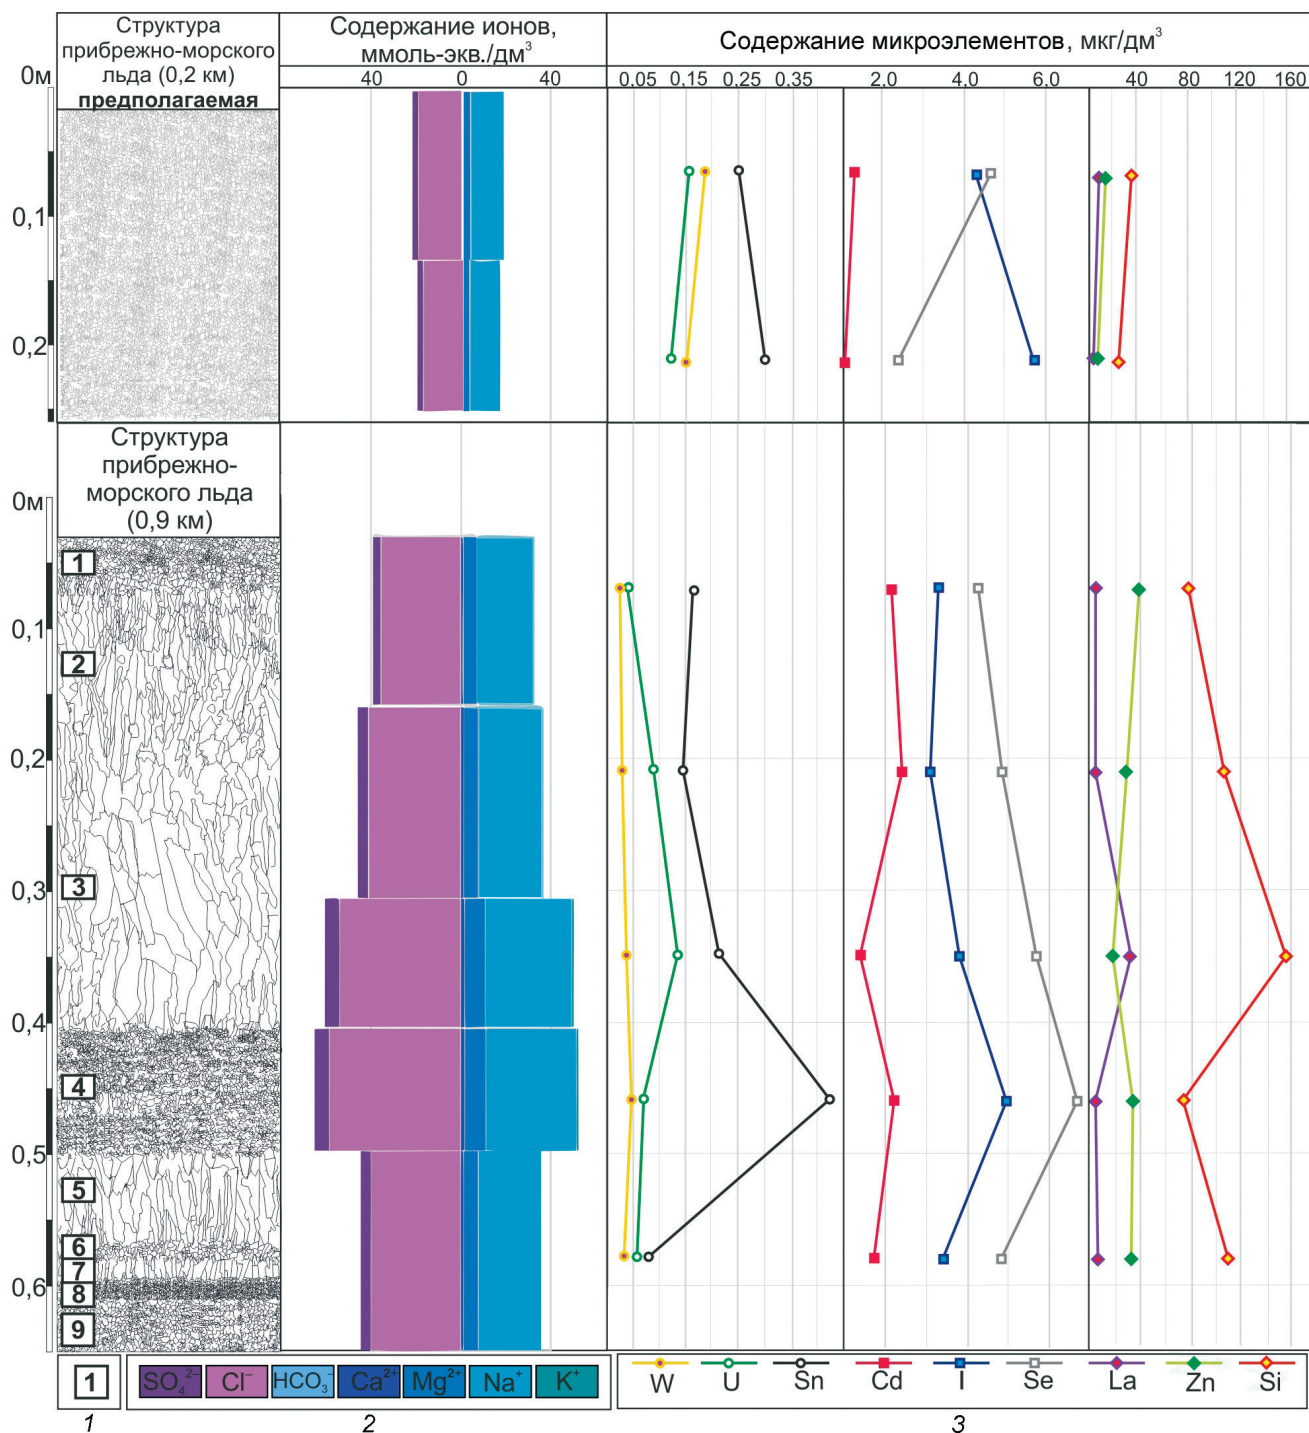 Структура
прибрежно-морского
льда (0,2 км)
предполагаемая
Содержание ионов,
ммоль-экв./дм³
40 0 40
Содержание микроэлементов, мкг/дм³
0,05 0,15 0,25 0,35 2,0 4,0 6,0 40 80 120 160
0м
0,1
0,2
Структура
прибрежно-
морского льда
(0,9 км)
0м
1
0,1
2
0,2
3
0,3
0,4
4
0,5
5
6
7
0,6
8
9
1 SO₄²⁻ Cl⁻ HCO₃⁻ Ca²⁺ Mg²⁺ Na⁺ K⁺ W U Sn Cd I Se La Zn Si
1 2 3